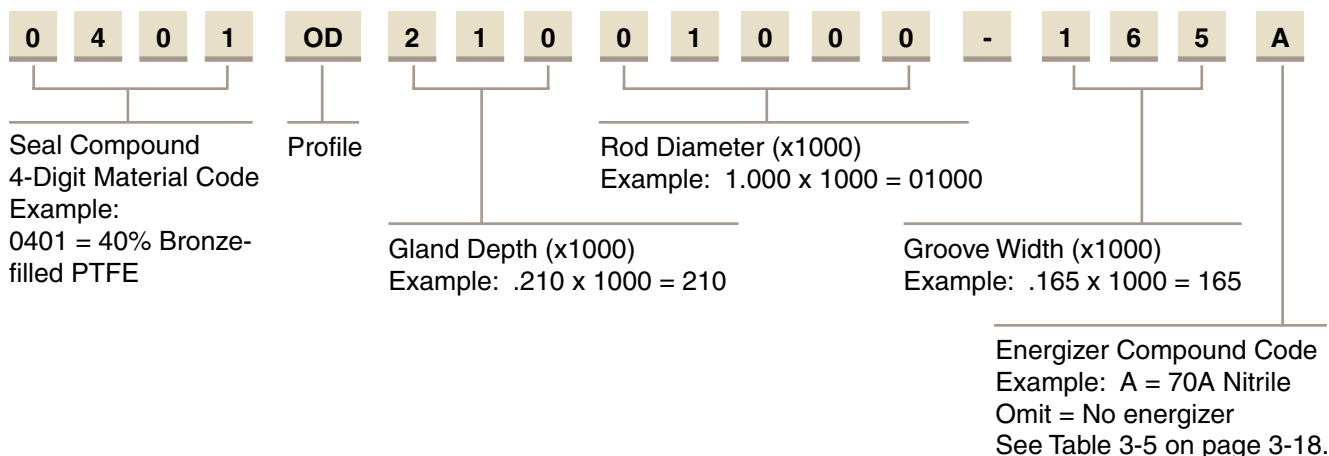 0 4 0 1 OD 2 1 0 0 1 0 0 0 - 1 6 5 A
Seal Compound
4-Digit Material Code
Example:
0401 = 40% Bronze-
filled PTFE
Profile
Gland Depth (x1000)
Example: .210 x 1000 = 210
Rod Diameter (x1000)
Example: 1.000 x 1000 = 01000
Groove Width (x1000)
Example: .165 x 1000 = 165
Energizer Compound Code
Example: A = 70A Nitrile
Omit = No energizer
See Table 3-5 on page 3-18.